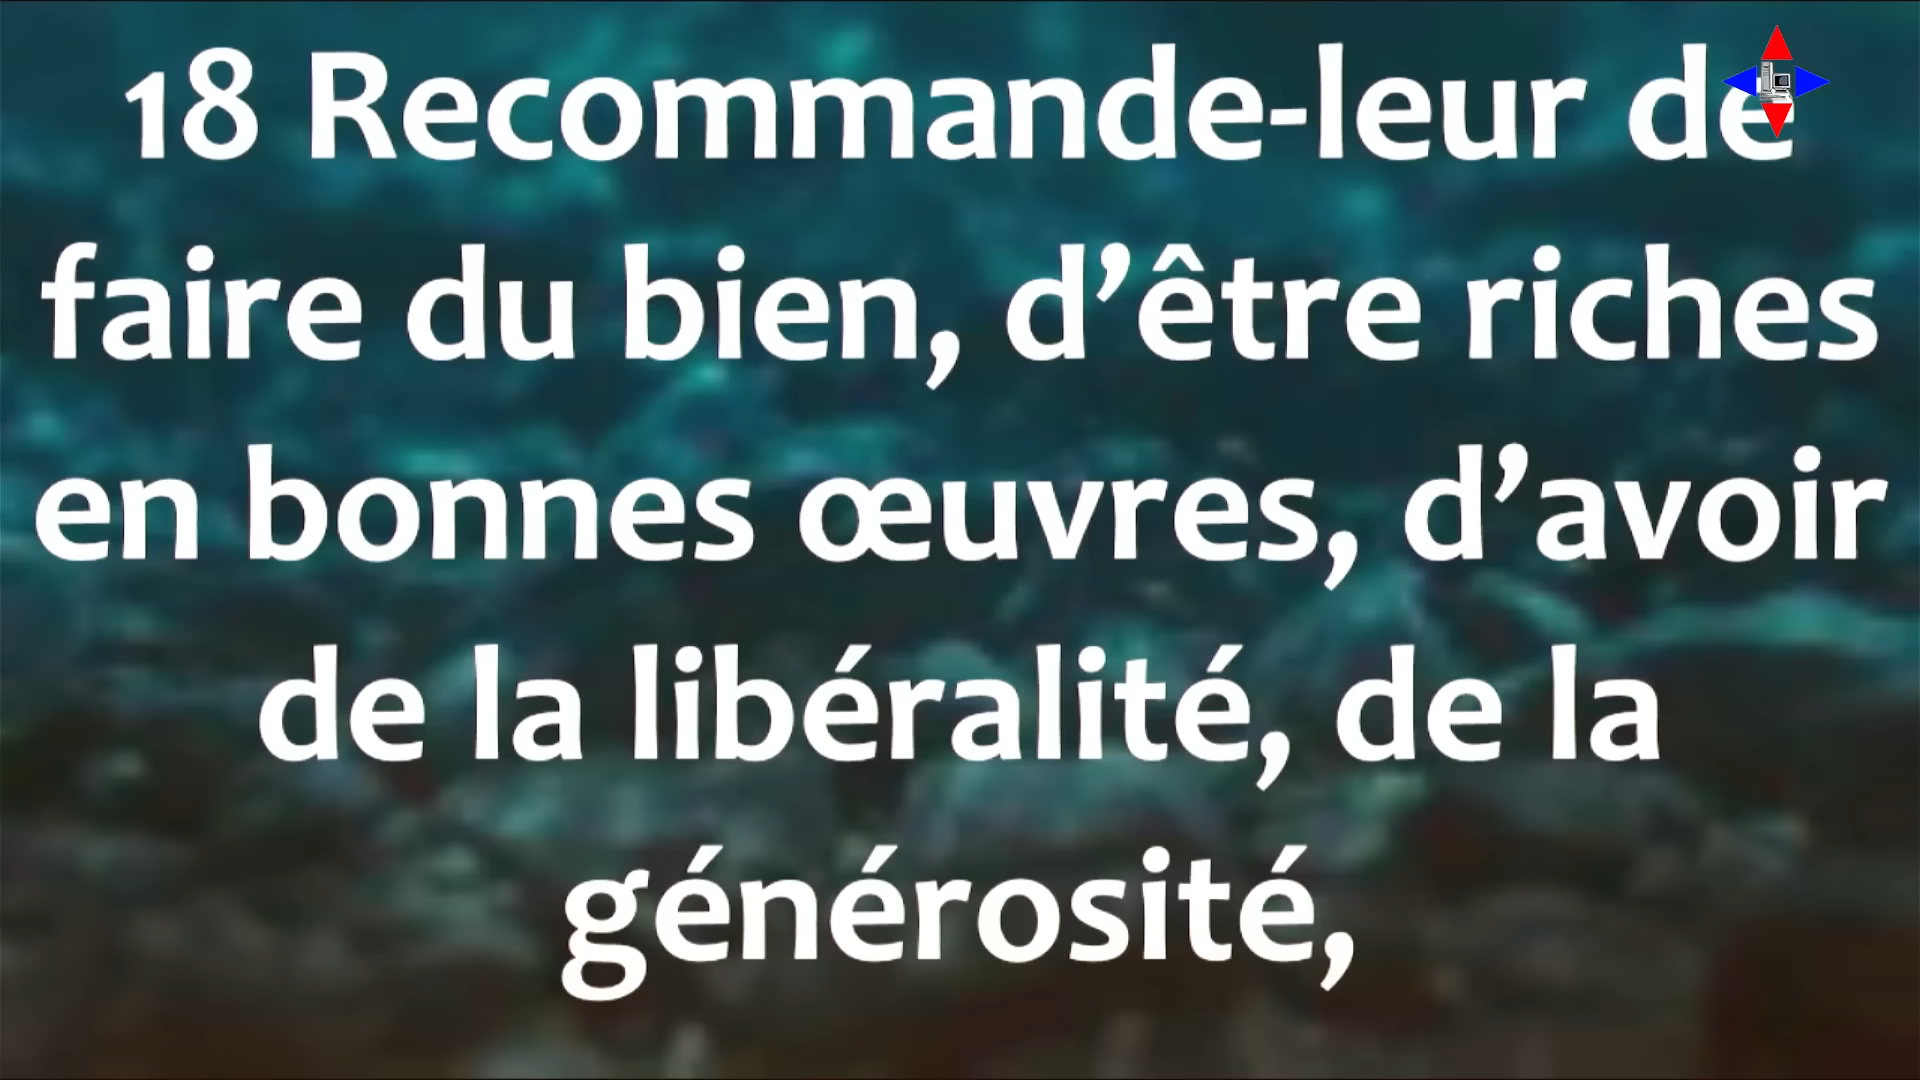 18 Recommande-leur de
faire du bien, d’être riches
en bonnes œuvres, d’avoir
de la libéralité, de la
générosité,